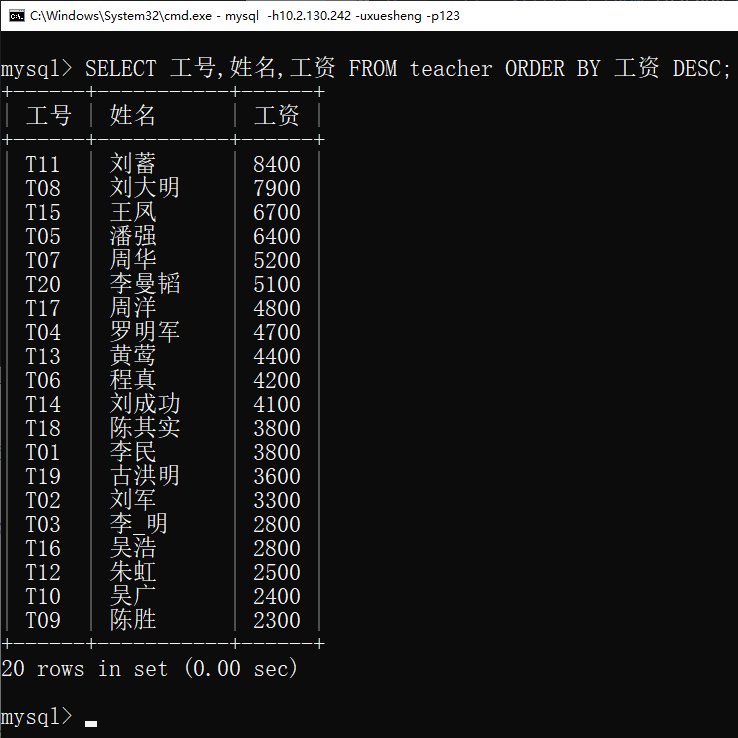 C:\Windows\System32\cmd.exe - mysql  -h10.2.130.242 -uxuesheng -p123
mysql> SELECT 工号,姓名,工资 FROM teacher ORDER BY 工资 DESC;
+------+-----------+------+
| 工号 | 姓名      | 工资 |
+------+-----------+------+
| T11  | 刘蓄      | 8400 |
| T08  | 刘大明    | 7900 |
| T15  | 王凤      | 6700 |
| T05  | 潘强      | 6400 |
| T07  | 周华      | 5200 |
| T20  | 李曼韬    | 5100 |
| T17  | 周洋      | 4800 |
| T04  | 罗明军    | 4700 |
| T13  | 黄莺      | 4400 |
| T06  | 程真      | 4200 |
| T14  | 刘成功    | 4100 |
| T18  | 陈其实    | 3800 |
| T01  | 李民      | 3800 |
| T19  | 古洪明    | 3600 |
| T02  | 刘军      | 3300 |
| T03  | 李_明     | 2800 |
| T16  | 吴浩      | 2800 |
| T12  | 朱虹      | 2500 |
| T10  | 吴广      | 2400 |
| T09  | 陈胜      | 2300 |
+------+-----------+------+
20 rows in set (0.00 sec)
mysql>